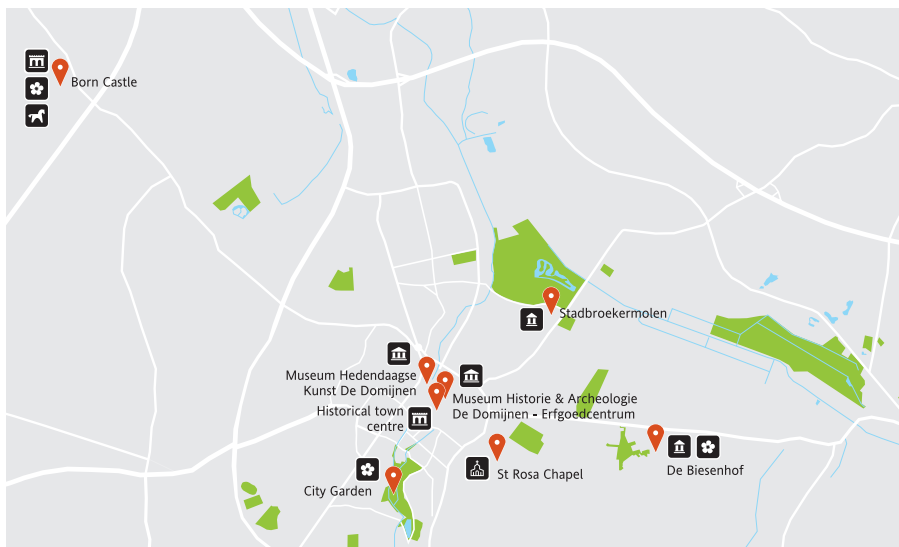 Born Castle
Stadbroekermolen
Museum Hedendaagse
Kunst De Domijnen
Museum Historie & Archeologie
De Domijnen - Erfgoedcentrum
Historical town
centre
St Rosa Chapel
De Biesenhof
City Garden